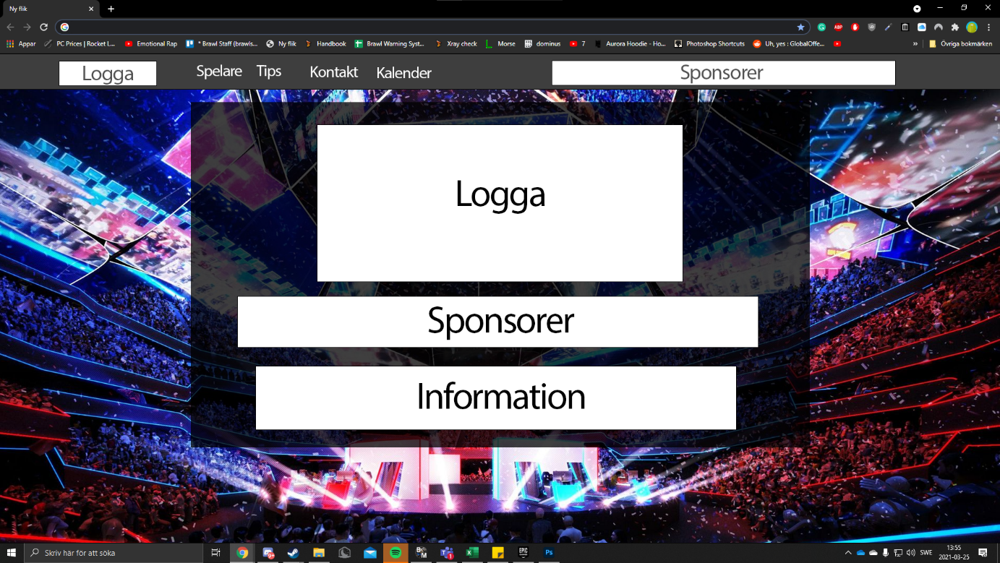 Ny flik
Appar
PC Prices | Rocket L...
Emotional Rap
* Brawl Staff (brawls...
Ny flik
Handbook
Brawl Warning Syst...
Xray check
Morse
dominus
7
Aurora Hoodie - Ho...
Photoshop Shortcuts
Uh, yes : GlobalOffe...
»
Övriga bokmärken
Logga
Spelare
Tips
Kontakt
Kalender
Sponsorer
Logga
Sponsorer
Information
Skriv här för att söka
SWE
13:55
2021-03-25